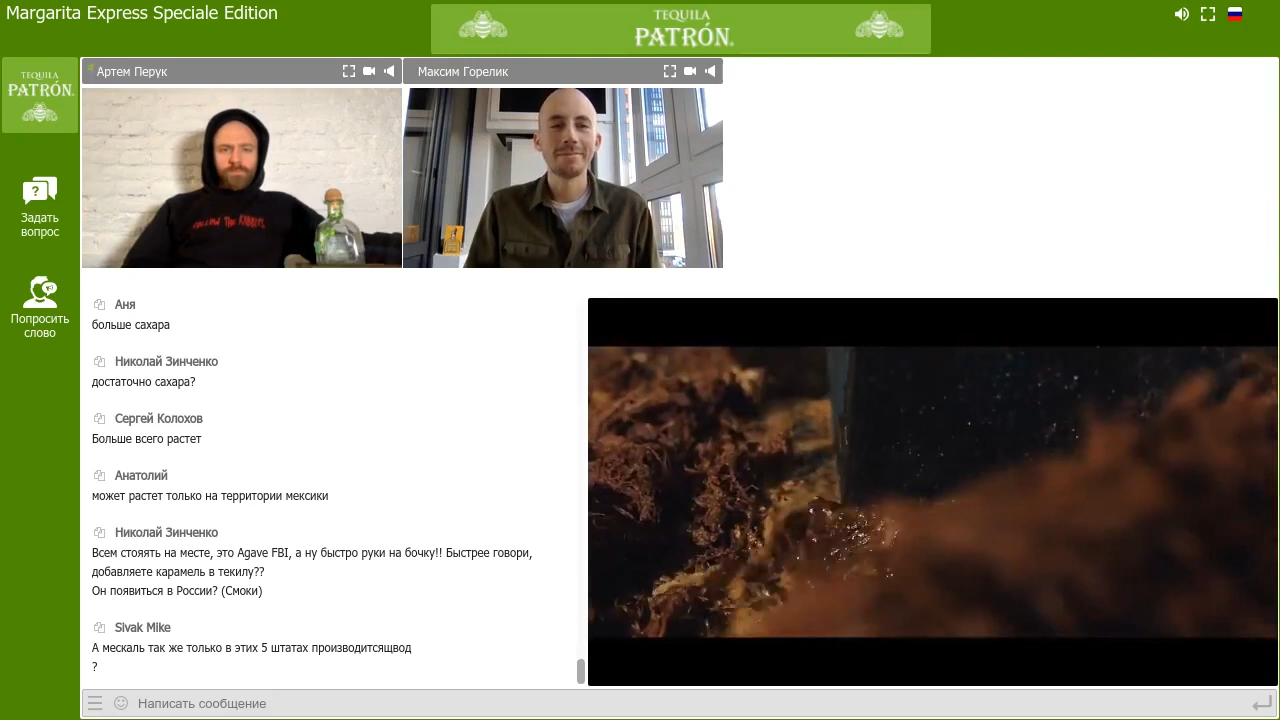 Margarita Express Speciale Edition
TEQUILA
PATRÓN.
TEQUILA
PATRÓN.
Задать
вопрос
Попросить
слово
Артем Перук
Максим Горелик
FOLLOW THE RABBITS
Аня
больше сахара
Николай Зинченко
достаточно сахара?
Сергей Колохов
Больше всего растет
Анатолий
может растет только на территории мексики
Николай Зинченко
Всем стоять на месте, это Agave FBI, а ну быстро руки на бочку!! Быстрее говори,
добавляете карамель в текилу??
Он появиться в России? (Смоки)
Sivak Mike
А мескаль так же только в этих 5 штатах производитсящвод
?
Написать сообщение